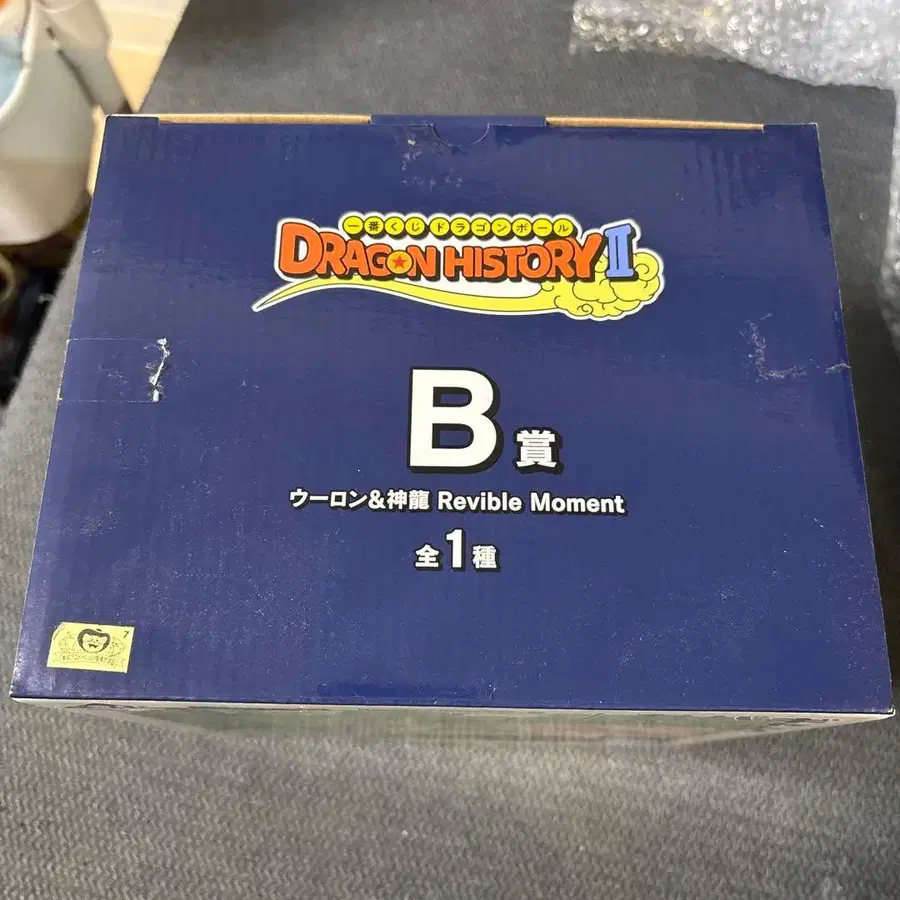 一番くじ ドラゴンボール
DRAGON HISTORY II
B賞
ウーロン&神龍 Revible Moment
全1種
7